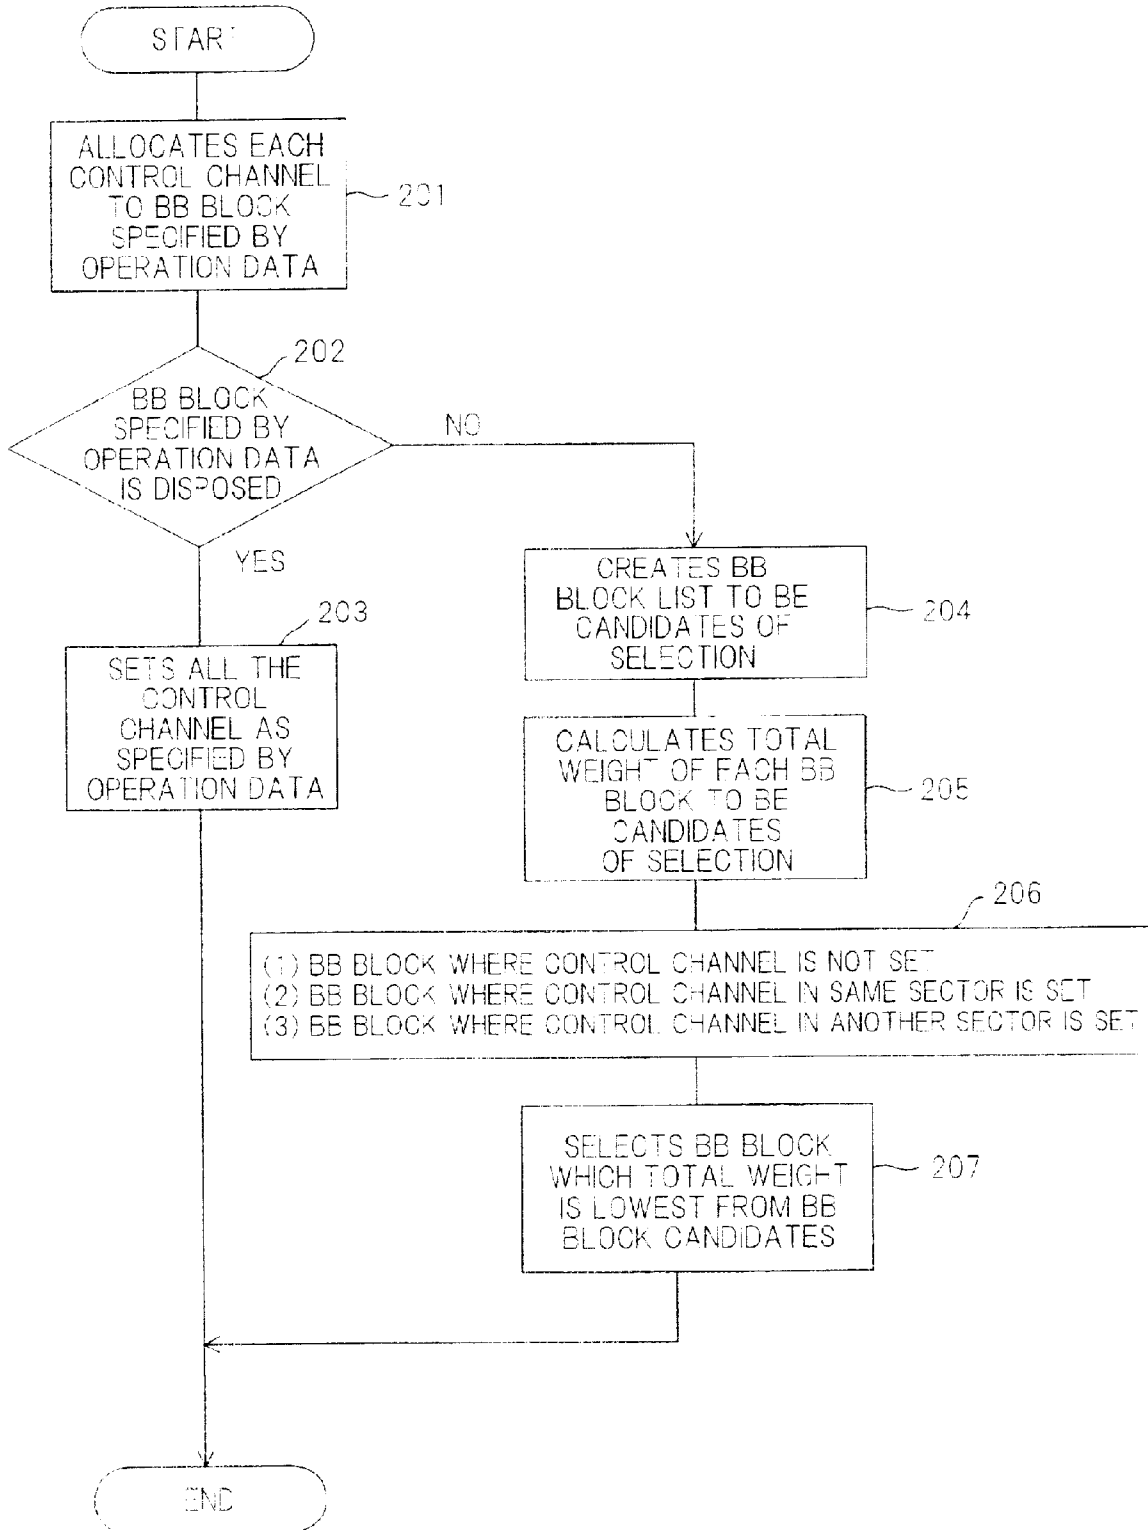 START
ALLOCATES EACH
CONTROL CHANNEL
TO BB BLOCK
SPECIFIED BY
OPERATION DATA
201
202
BB BLOCK
SPECIFIED BY
OPERATION DATA
IS DISPOSED
NO
YES
203
SETS ALL THE
CONTROL
CHANNEL AS
SPECIFIED BY
OPERATION DATA
CREATES BB
BLOCK LIST TO BE
CANDIDATES OF
SELECTION
204
CALCULATES TOTAL
WEIGHT OF EACH BB
BLOCK TO BE
CANDIDATES
OF SELECTION
205
206
(1) BB BLOCK WHERE CONTROL CHANNEL IS NOT SET
(2) BB BLOCK WHERE CONTROL CHANNEL IN SAME SECTOR IS SET
(3) BB BLOCK WHERE CONTROL CHANNEL IN ANOTHER SECTOR IS SET
SELECTS BB BLOCK
WHICH TOTAL WEIGHT
IS LOWEST FROM BB
BLOCK CANDIDATES
207
END